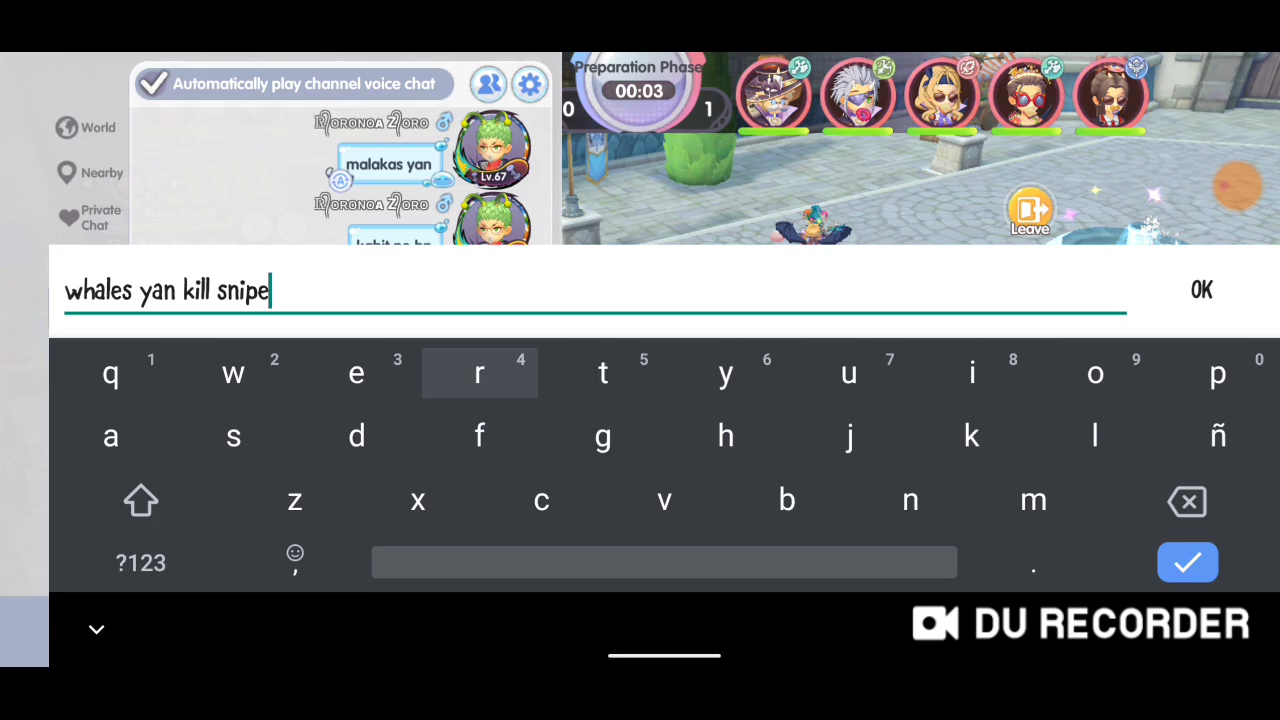 Automatically play channel voice chat
World
Nearby
Private
Chat
RORONOA ZORO
malakas yan
Lv.67
RORONOA ZORO
Preparation Phase
00:03
0
1
Leave
whales yan kill snipe
OK
q 1 w 2 e 3 r 4 t 5 y 6 u 7 i 8 o 9 p 0
a s d f g h j k l ñ
z x c v b n m
?123 , .
DU RECORDER